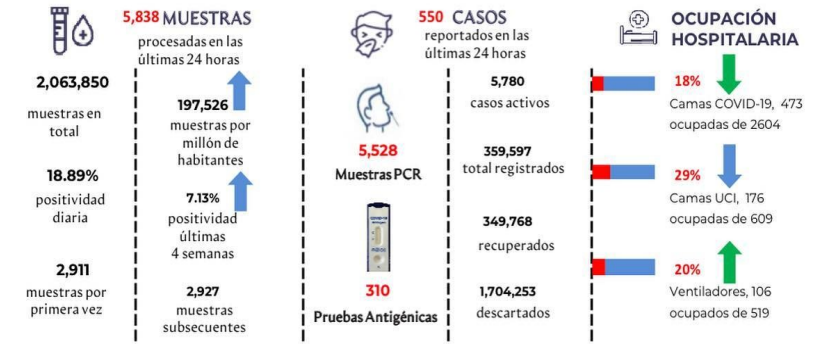 5,838 MUESTRAS
procesadas en las
últimas 24 horas
2,063,850
muestras en
total
18.89%
positividad
diaria
2,911
muestras por
primera vez
197,526
muestras por
millón de
habitantes
7.13%
positividad
últimas
4 semanas
2,927
muestras
subsecuentes
550 CASOS
reportados en las
últimas 24 horas
5,528
Muestras PCR
310
Pruebas Antigénicas
5,780
casos activos
359,597
total registrados
349,768
recuperados
1,704,253
descartados
OCUPACIÓN
HOSPITALARIA
18%
Camas COVID-19, 473
ocupadas de 2604
29%
Camas UCI, 176
ocupadas de 609
20%
Ventiladores, 106
ocupados de 519